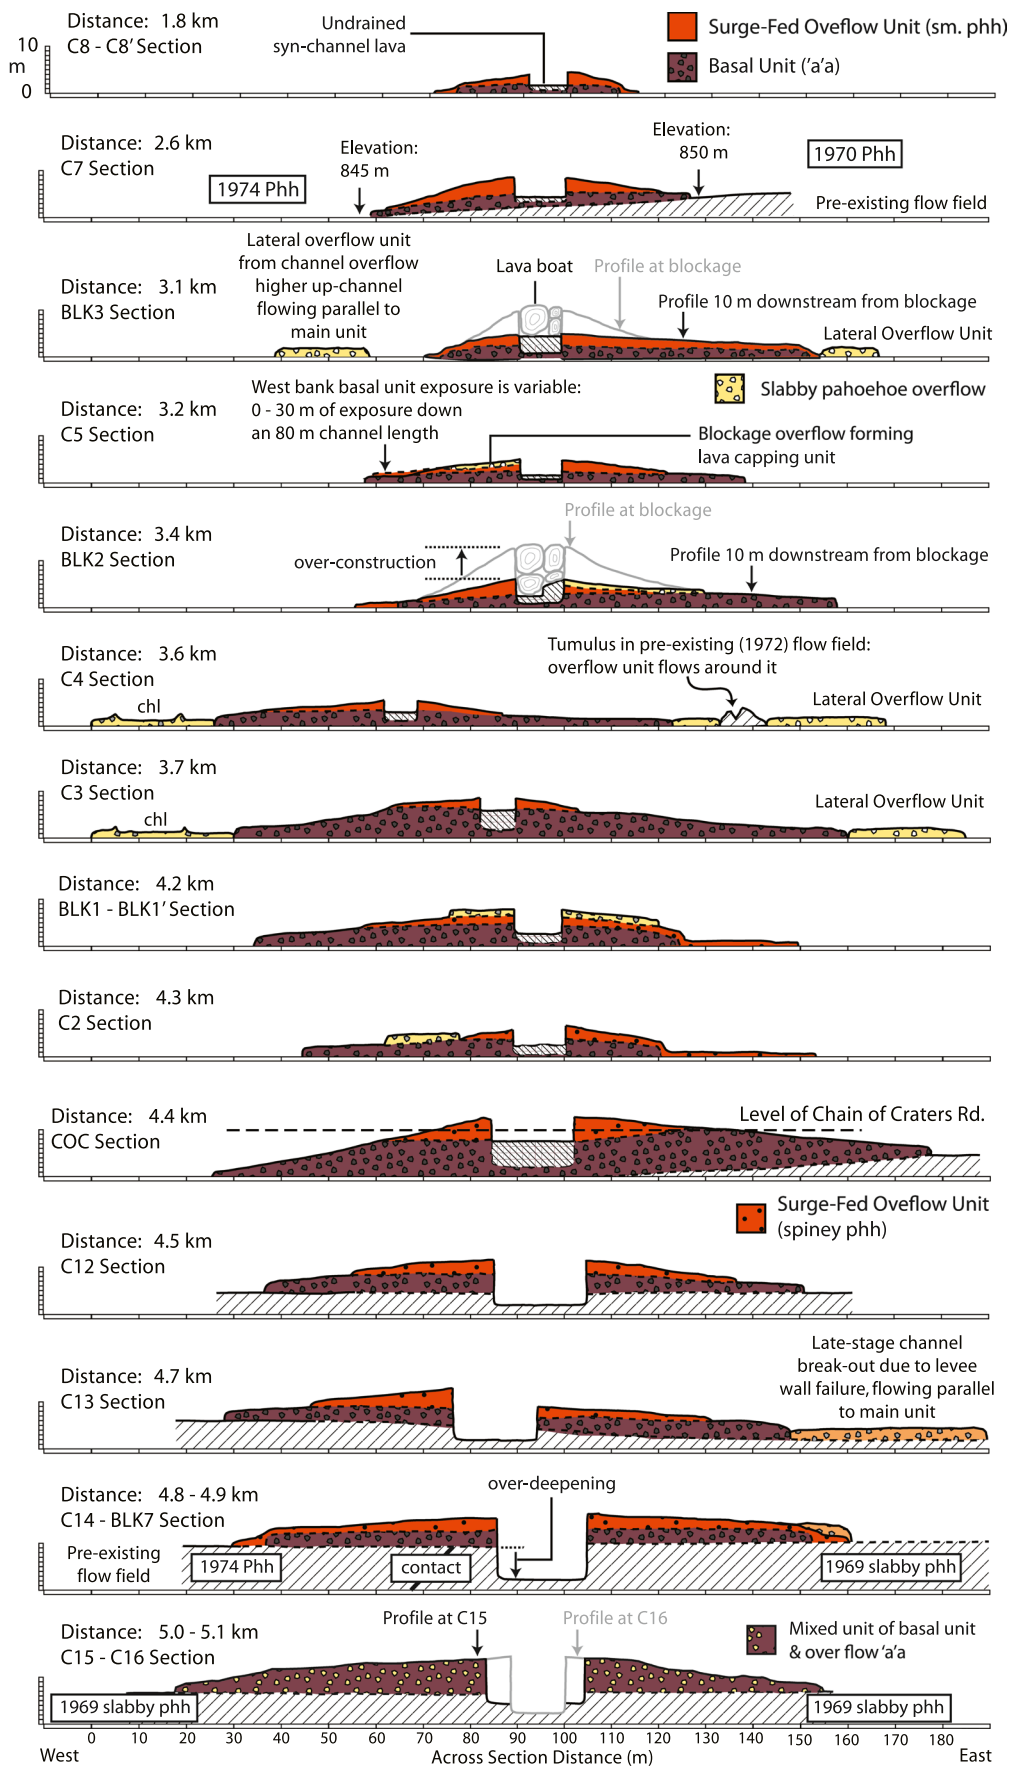 Distance: 1.8 km
C8 - C8' Section
10
m
0
Undrained
syn-channel lava
Surge-Fed Oveflow Unit (sm. phh)
Basal Unit ('a'a)
Distance: 2.6 km
C7 Section
1974 Phh
Elevation:
845 m
Elevation:
850 m
1970 Phh
Pre-existing flow field
Distance: 3.1 km
BLK3 Section
Lateral overflow unit
from channel overflow
higher up-channel
flowing parallel to
main unit
Lava boat
Profile at blockage
Profile 10 m downstream from blockage
Lateral Overflow Unit
Distance: 3.2 km
C5 Section
West bank basal unit exposure is variable:
0 - 30 m of exposure down
an 80 m channel length
Slabby pahoehoe overflow
Blockage overflow forming
lava capping unit
Distance: 3.4 km
BLK2 Section
over-construction
Profile at blockage
Profile 10 m downstream from blockage
Distance: 3.6 km
C4 Section
chl
Tumulus in pre-existing (1972) flow field:
overflow unit flows around it
Lateral Overflow Unit
Distance: 3.7 km
C3 Section
chl
Lateral Overflow Unit
Distance: 4.2 km
BLK1 - BLK1' Section
Distance: 4.3 km
C2 Section
Distance: 4.4 km
COC Section
Level of Chain of Craters Rd.
Surge-Fed Oveflow Unit
(spiney phh)
Distance: 4.5 km
C12 Section
Distance: 4.7 km
C13 Section
Late-stage channel
break-out due to levee
wall failure, flowing parallel
to main unit
Distance: 4.8 - 4.9 km
C14 - BLK7 Section
over-deepening
Pre-existing
flow field
1974 Phh
contact
1969 slabby phh
Distance: 5.0 - 5.1 km
C15 - C16 Section
Profile at C15
Profile at C16
Mixed unit of basal unit
& over flow 'a'a
1969 slabby phh
1969 slabby phh
0 10 20 30 40 50 60 70 80 90 100 110 120 130 140 150 160 170 180
West
Across Section Distance (m)
East